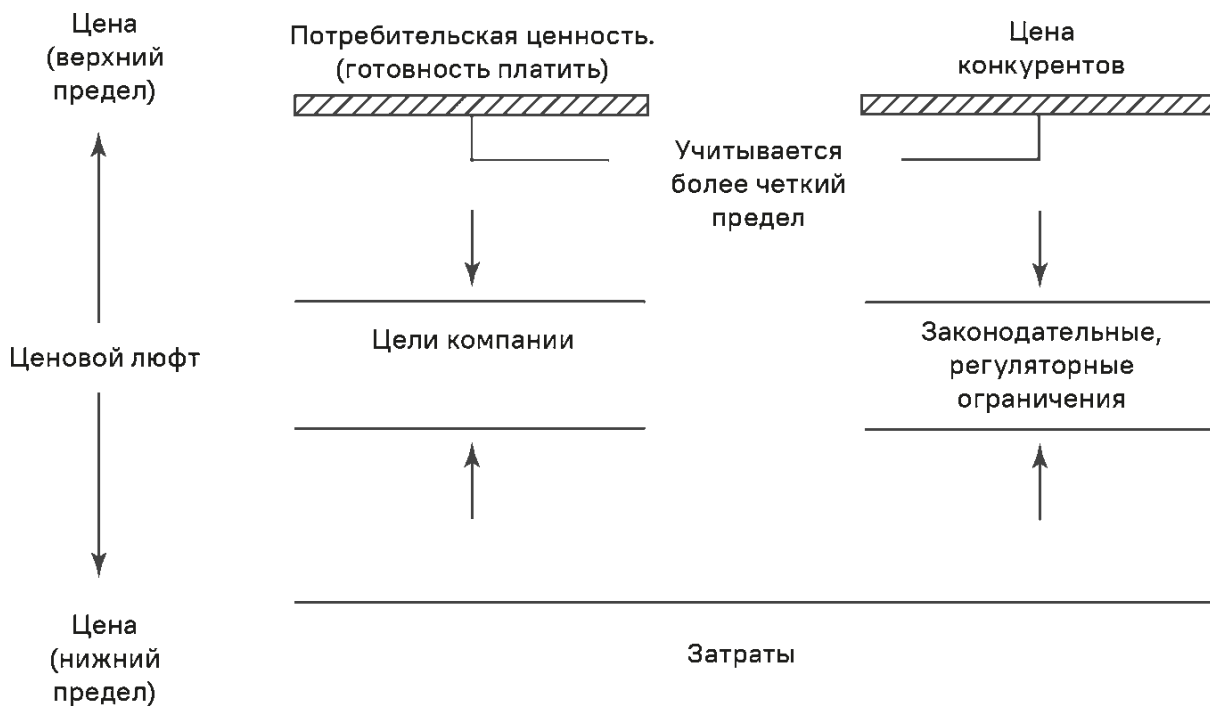 Цена
(верхний
предел)
Потребительская ценность.
(готовность платить)
Цена
конкурентов
Учитывается
более четкий
предел
Ценовой люфт
Цели компании
Законодательные,
регуляторные
ограничения
Цена
(нижний
предел)
Затраты